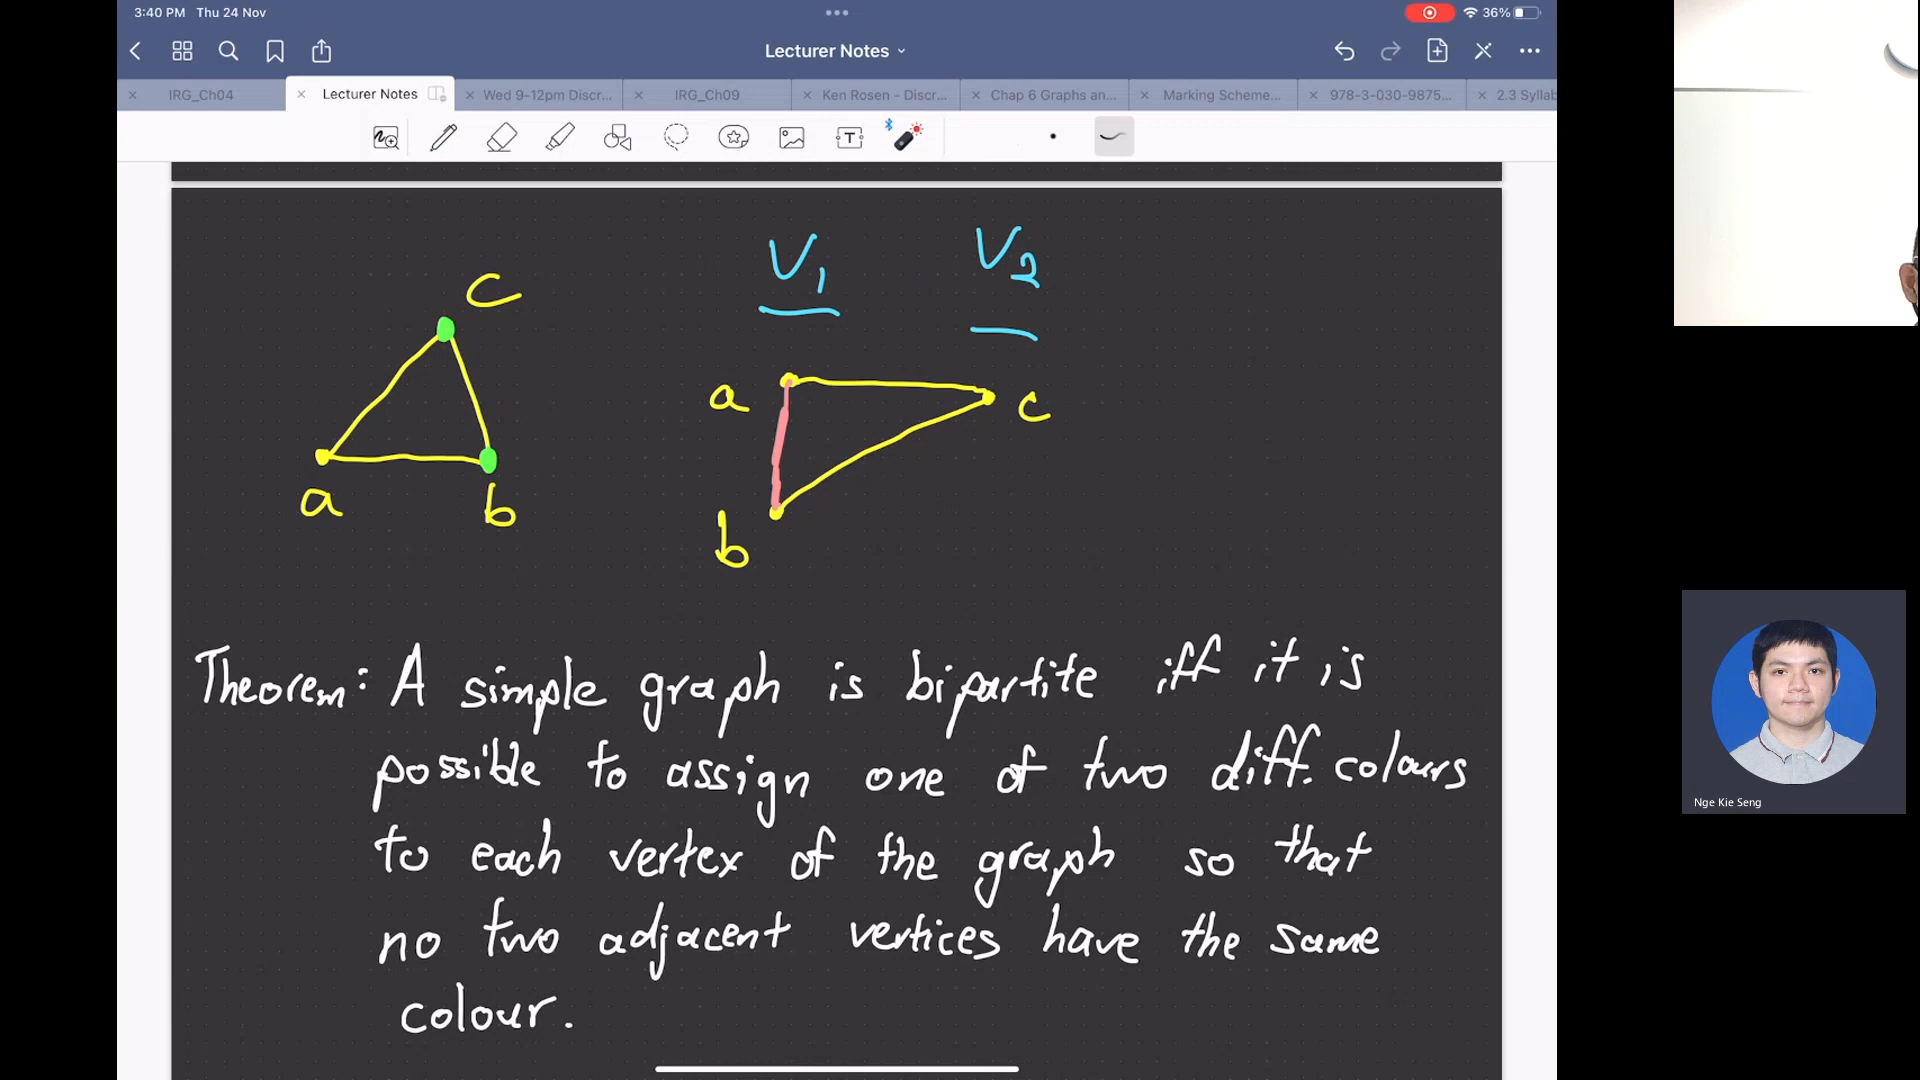 3:40 PM Thu 24 Nov
36%
Lecturer Notes
IRG_Ch04
Lecturer Notes
Wed 9-12pm Discr...
IRG_Ch09
Ken Rosen - Discr...
Chap 6 Graphs an...
Marking Scheme...
978-3-030-9875...
2.3 Syllab
T
V1 V2
c
a b
a c
b
Theorem: A simple graph is bipartite iff it is
possible to assign one of two diff. colours
to each vertex of the graph so that
no two adjacent vertices have the same
colour.
Nge Kie Seng